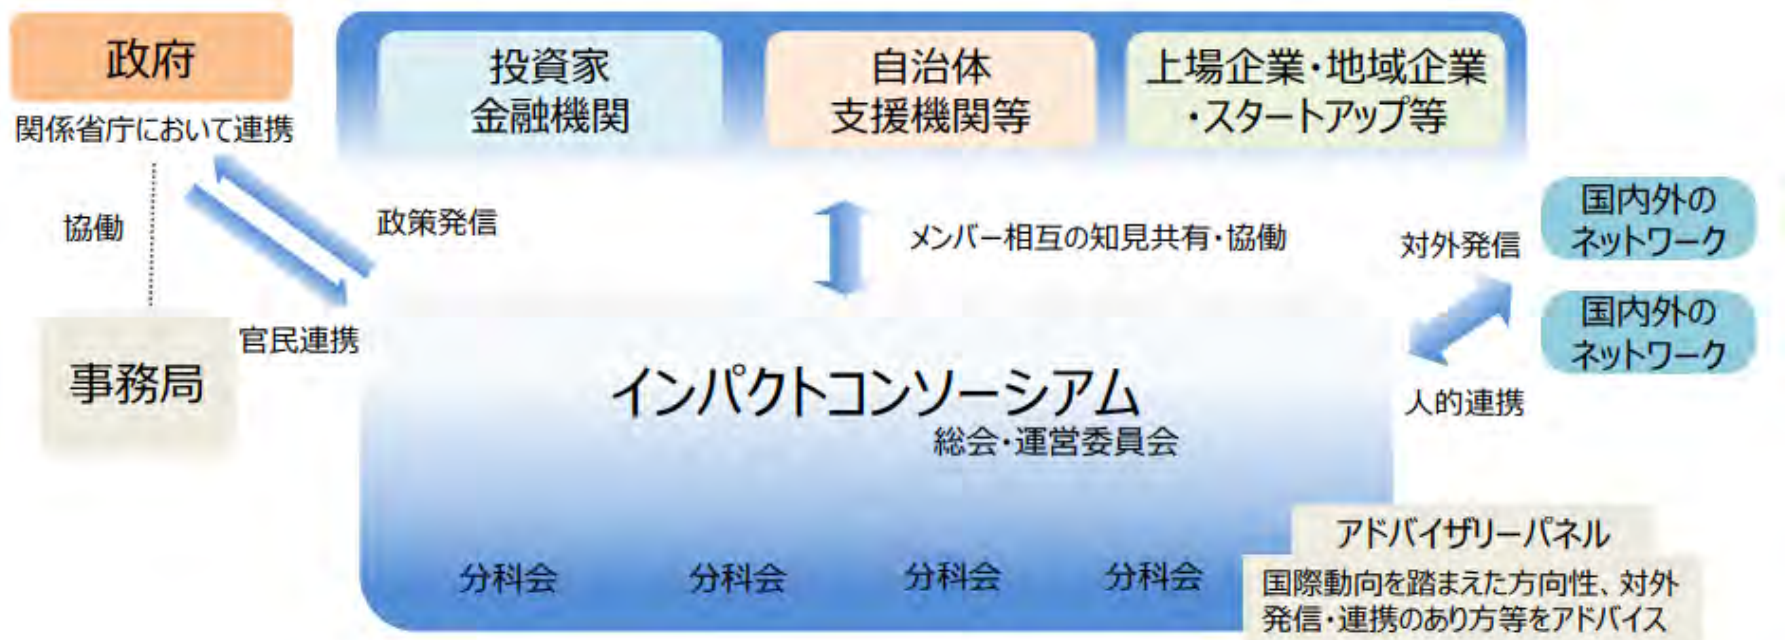 政府
関係省庁において連携
投資家
金融機関
自治体
支援機関等
上場企業・地域企業
・スタートアップ等
協働
政策発信
官民連携
メンバー相互の知見共有・協働
対外発信
国内外の
ネットワーク
国内外の
ネットワーク
人的連携
事務局
インパクトコンソーシアム
総会・運営委員会
分科会
分科会
分科会
分科会
アドバイザリーパネル
国際動向を踏まえた方向性、対外
発信・連携のあり方等をアドバイス